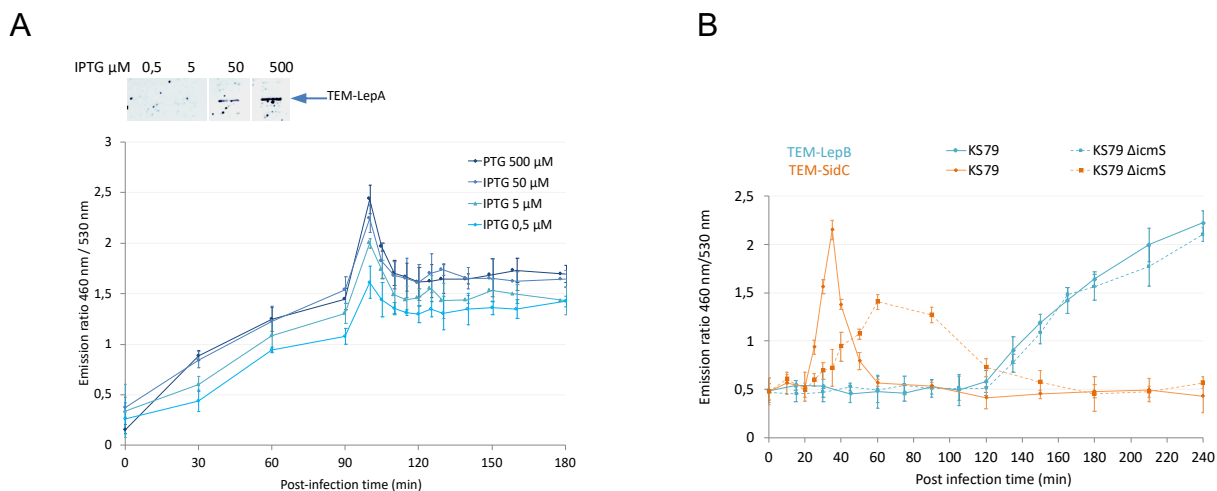 A
IPTG µM 0,5 5 50 500
TEM-LepA
3
2,5
2
1,5
1
0,5
0
Emission ratio 460 nm / 530 nm
PTG 500 µM
IPTG 50 µM
IPTG 5 µM
IPTG 0,5 µM
0 30 60 90 120 150 180
Post-infection time (min)
B
TEM-LepB KS79 KS79 ΔicmS
TEM-SidC KS79 KS79 ΔicmS
2,5
2
1,5
1
0,5
0
Emission ratio 460 nm/530 nm
0 20 40 60 80 100 120 140 160 180 200 220 240
Post infection time (min)